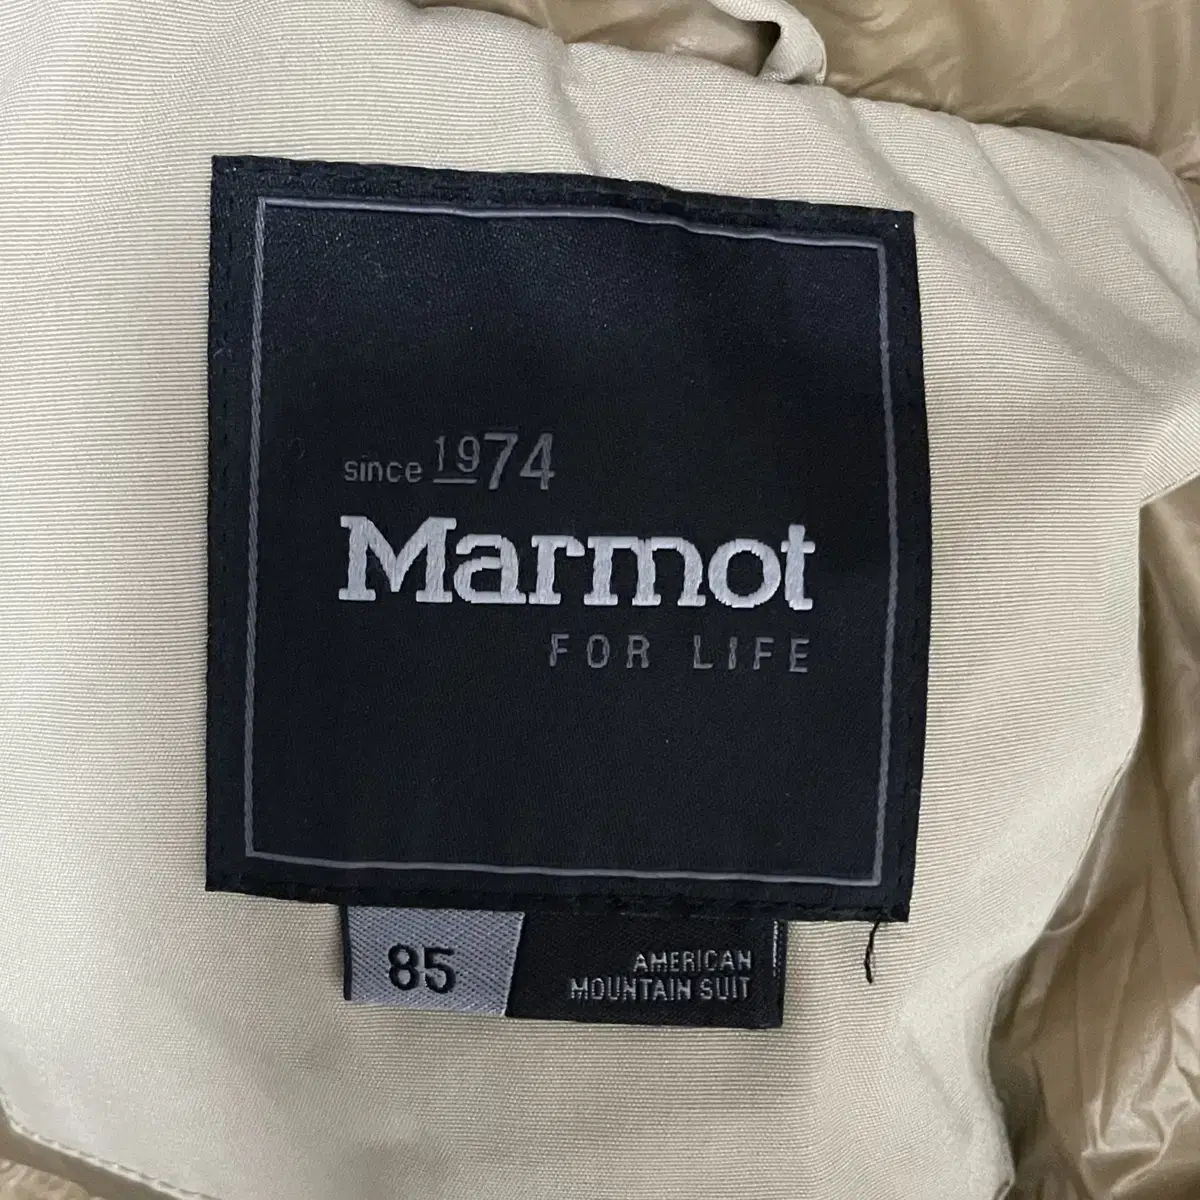 since 1974
Marmot
FOR LIFE
85
AMERICAN
MOUNTAIN SUIT